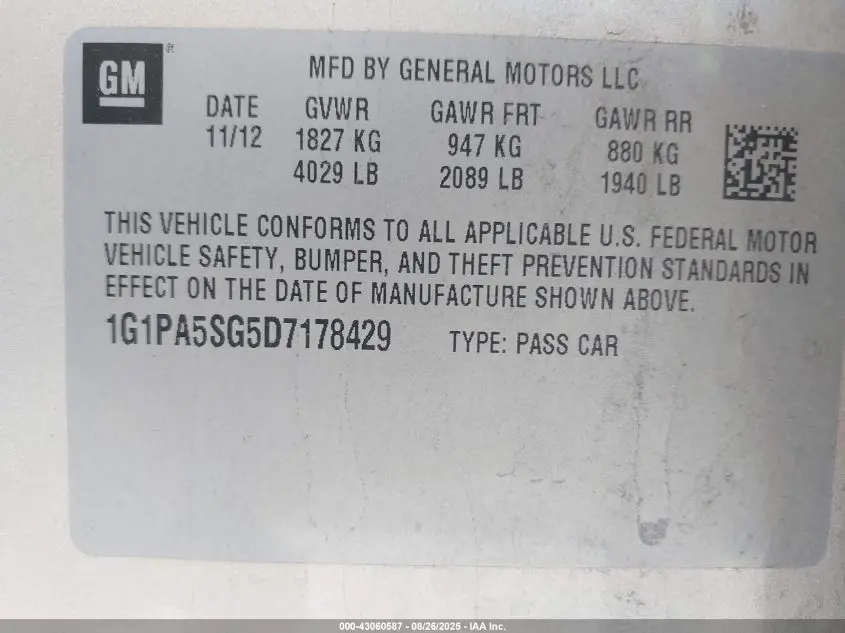 GM ®
MFD BY GENERAL MOTORS LLC
DATE GVWR GAWR FRT GAWR RR
11/12 1827 KG 947 KG 880 KG
4029 LB 2089 LB 1940 LB
THIS VEHICLE CONFORMS TO ALL APPLICABLE U.S. FEDERAL MOTOR
VEHICLE SAFETY, BUMPER, AND THEFT PREVENTION STANDARDS IN
EFFECT ON THE DATE OF MANUFACTURE SHOWN ABOVE.
1G1PA5SG5D7178429 TYPE: PASS CAR
000-43060587 - 08/26/2025 - IAA Inc.